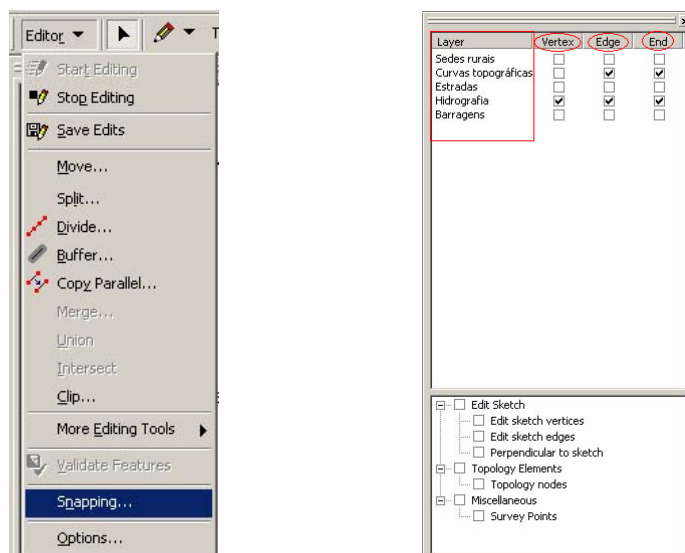 Editor
T
Start Editing
Stop Editing
Save Edits
Move...
Split...
Divide...
Buffer...
Copy Parallel...
Merge...
Union
Intersect
Clip...
More Editing Tools
Validate Features
Snapping...
Options...
Layer Vertex Edge End
Sedes rurais
Curvas topográficas
Estradas
Hidrografia
Barragens
Edit Sketch
Edit sketch vertices
Edit sketch edges
Perpendicular to sketch
Topology Elements
Topology nodes
Miscellaneous
Survey Points